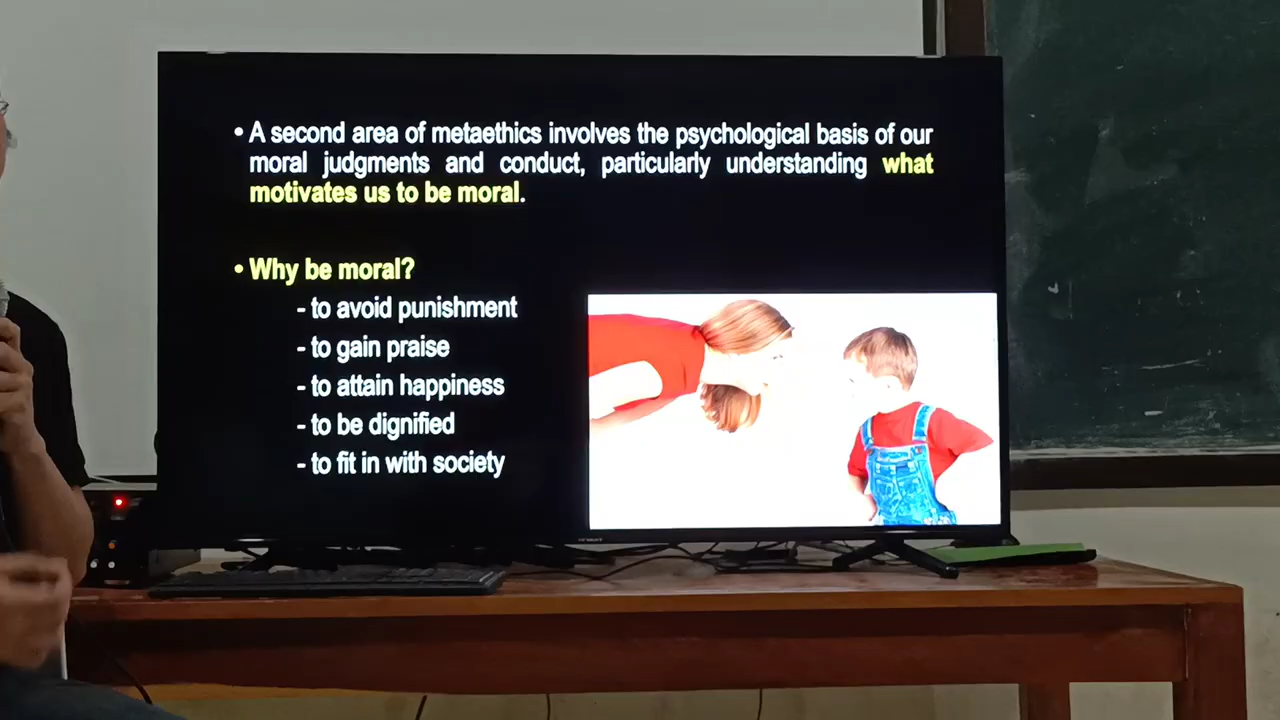 • A second area of metaethics involves the psychological basis of our
moral judgments and conduct, particularly understanding what
motivates us to be moral.
• Why be moral?
- to avoid punishment
- to gain praise
- to attain happiness
- to be dignified
- to fit in with society